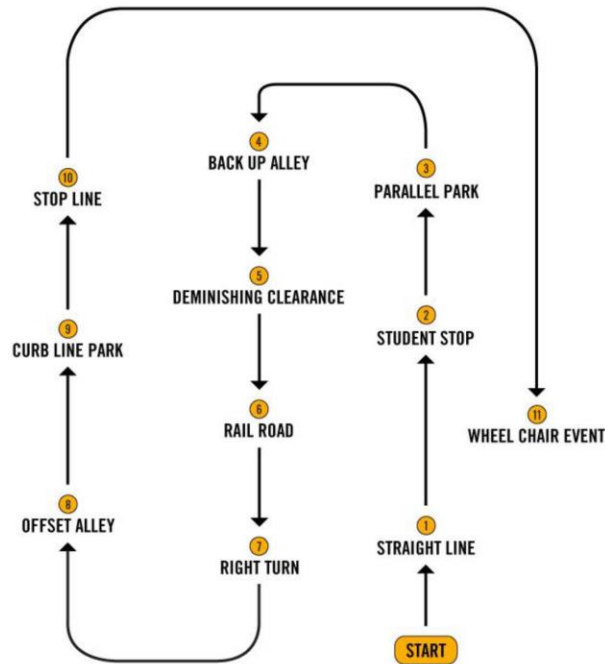 START
1
STRAIGHT LINE
2
STUDENT STOP
3
PARALLEL PARK
4
BACK UP ALLEY
5
DEMINISHING CLEARANCE
6
RAIL ROAD
7
RIGHT TURN
8
OFFSET ALLEY
9
CURB LINE PARK
10
STOP LINE
11
WHEEL CHAIR EVENT